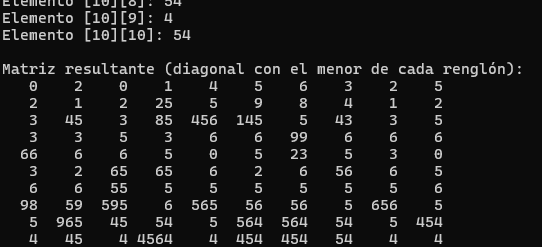 Elemento [10][8]: 54
Elemento [10][9]: 4
Elemento [10][10]: 54
Matriz resultante (diagonal con el menor de cada renglón):
0 2 0 1 4 5 6 3 2 5
2 1 2 25 5 9 8 4 1 2
3 45 3 85 456 145 5 43 3 5
3 3 5 3 6 6 99 6 6 6
66 6 6 5 0 5 23 5 3 0
3 2 65 65 6 2 6 56 6 5
6 6 55 5 5 5 5 5 5 6
98 59 595 6 565 56 56 5 656 5
5 965 45 54 5 564 564 54 5 454
4 45 4 4564 4 454 454 54 4 4